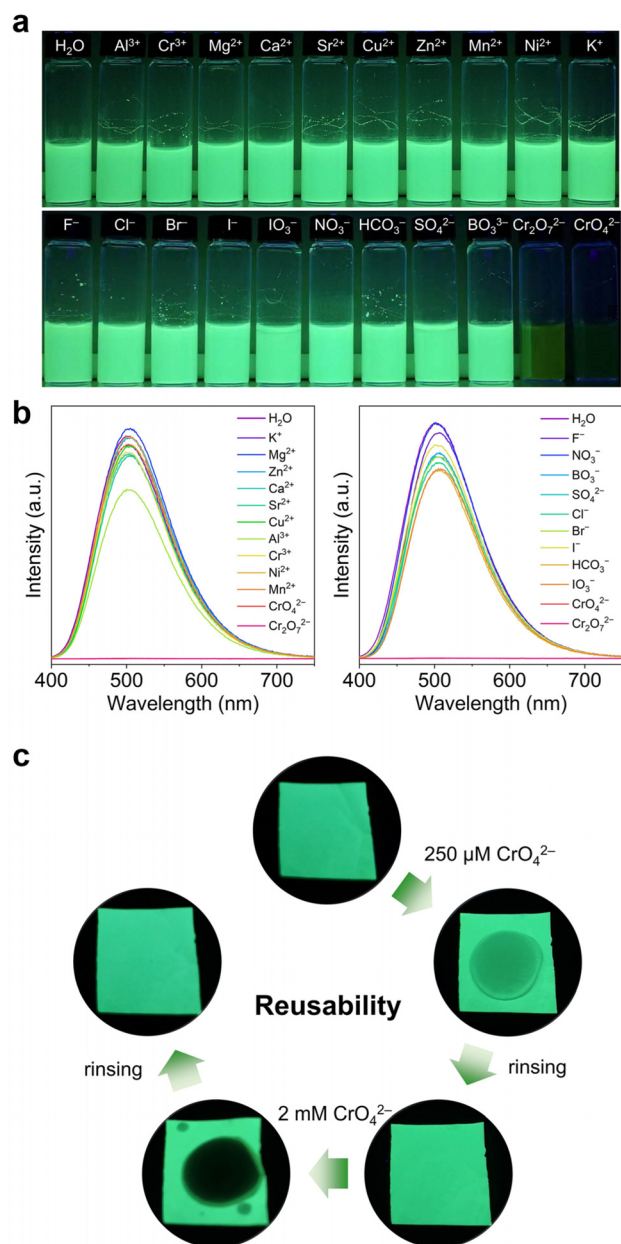 a
H₂O Al³⁺ Cr³⁺ Mg²⁺ Ca²⁺ Sr²⁺ Cu²⁺ Zn²⁺ Mn²⁺ Ni²⁺ K⁺
F⁻ Cl⁻ Br⁻ I⁻ IO₃⁻ NO₃⁻ HCO₃⁻ SO₄²⁻ BO³³⁻ Cr₂O₇²⁻ CrO₄²⁻
b
Intensity (a.u.)
H₂O
K⁺
Mg²⁺
Zn²⁺
Ca²⁺
Sr²⁺
Cu²⁺
Al³⁺
Cr³⁺
Ni²⁺
Mn²⁺
CrO₄²⁻
Cr₂O₇²⁻
400 500 600 700
Wavelength (nm)
Intensity (a.u.)
H₂O
F⁻
NO₃⁻
BO₃⁻
SO₄²⁻
Cl⁻
Br⁻
I⁻
HCO₃⁻
IO₃⁻
CrO₄²⁻
Cr₂O₇²⁻
400 500 600 700
Wavelength (nm)
c
250 μM CrO₄²⁻
Reusability
rinsing
rinsing
2 mM CrO₄²⁻